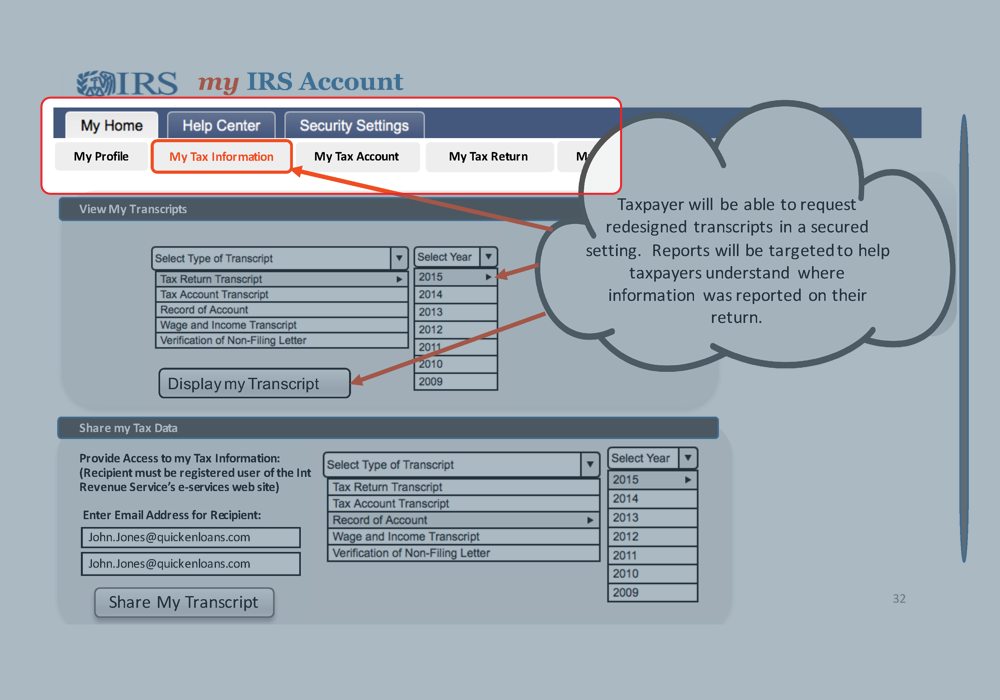 IRS my IRS Account
My Home Help Center Security Settings
My Profile My Tax Information My Tax Account My Tax Return
View My Transcripts
Select Type of Transcript
Tax Return Transcript
Tax Account Transcript
Record of Account
Wage and Income Transcript
Verification of Non-Filing Letter
Select Year
2015
2014
2013
2012
2011
2010
2009
Display my Transcript
Taxpayer will be able to request
redesigned transcripts in a secured
setting. Reports will be targeted to help
taxpayers understand where
information was reported on their
return.
Share my Tax Data
Provide Access to my Tax Information:
(Recipient must be registered user of the Int
Revenue Service's e-services web site)
Enter Email Address for Recipient:
John.Jones@quickenloans.com
John.Jones@quickenloans.com
Share My Transcript
Select Type of Transcript
Tax Return Transcript
Tax Account Transcript
Record of Account
Wage and Income Transcript
Verification of Non-Filing Letter
Select Year
2015
2014
2013
2012
2011
2010
2009
32